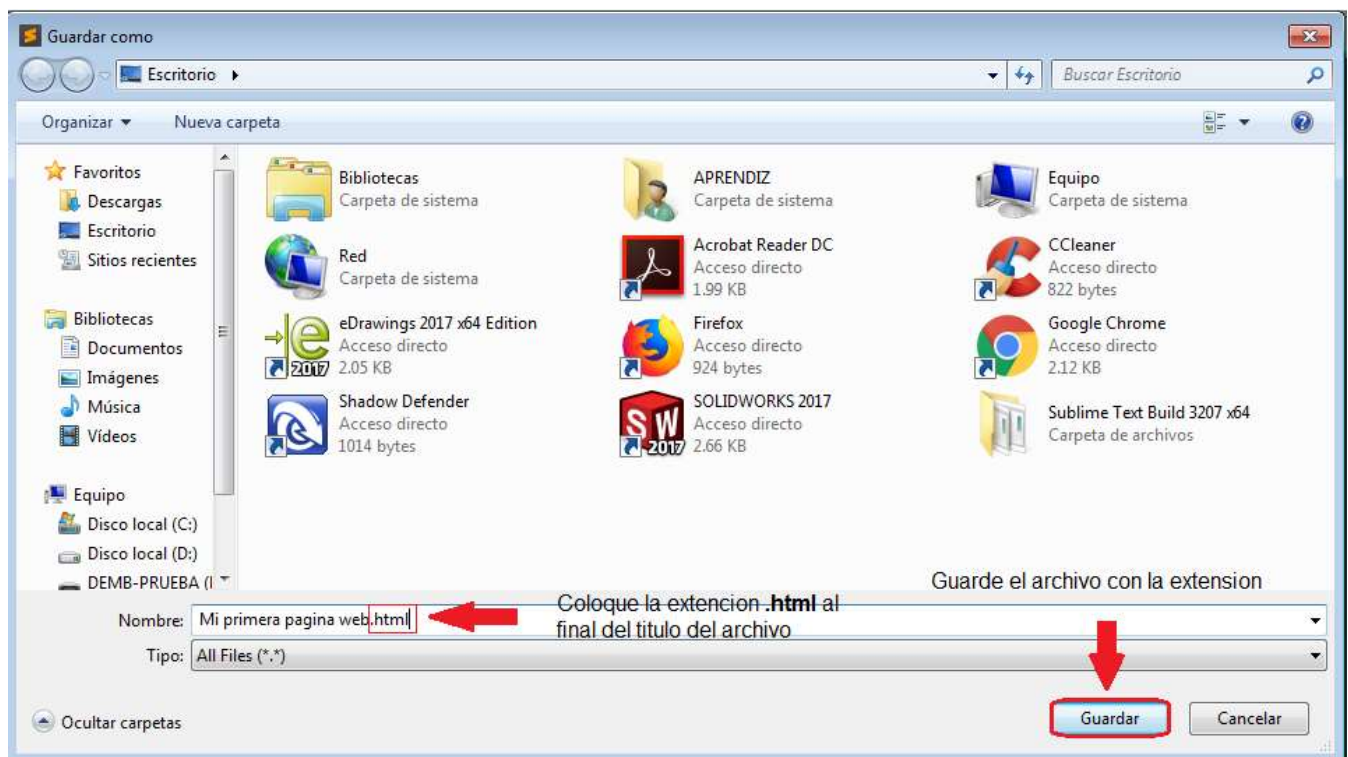 Guardar como
Escritorio
Buscar Escritorio
Organizar
Nueva carpeta
Favoritos
Descargas
Escritorio
Sitios recientes
Bibliotecas
Documentos
Imágenes
Música
Vídeos
Equipo
Disco local (C:)
Disco local (D:)
DEMB-PRUEBA (
Bibliotecas
Carpeta de sistema
APRENDIZ
Carpeta de sistema
Equipo
Carpeta de sistema
Red
Carpeta de sistema
Acrobat Reader DC
Acceso directo
1.99 KB
CCleaner
Acceso directo
822 bytes
eDrawings 2017 x64 Edition
Acceso directo
2.05 KB
2017
Firefox
Acceso directo
924 bytes
Google Chrome
Acceso directo
2.12 KB
Shadow Defender
Acceso directo
1014 bytes
SOLIDWORKS 2017
Acceso directo
2.66 KB
SW
2017
Sublime Text Build 3207 x64
Carpeta de archivos
Guarde el archivo con la extension
Nombre: Mi primera pagina web.html
Coloque la extencion .html al
final del titulo del archivo
Tipo: All Files (*.*)
Ocultar carpetas
Guardar
Cancelar